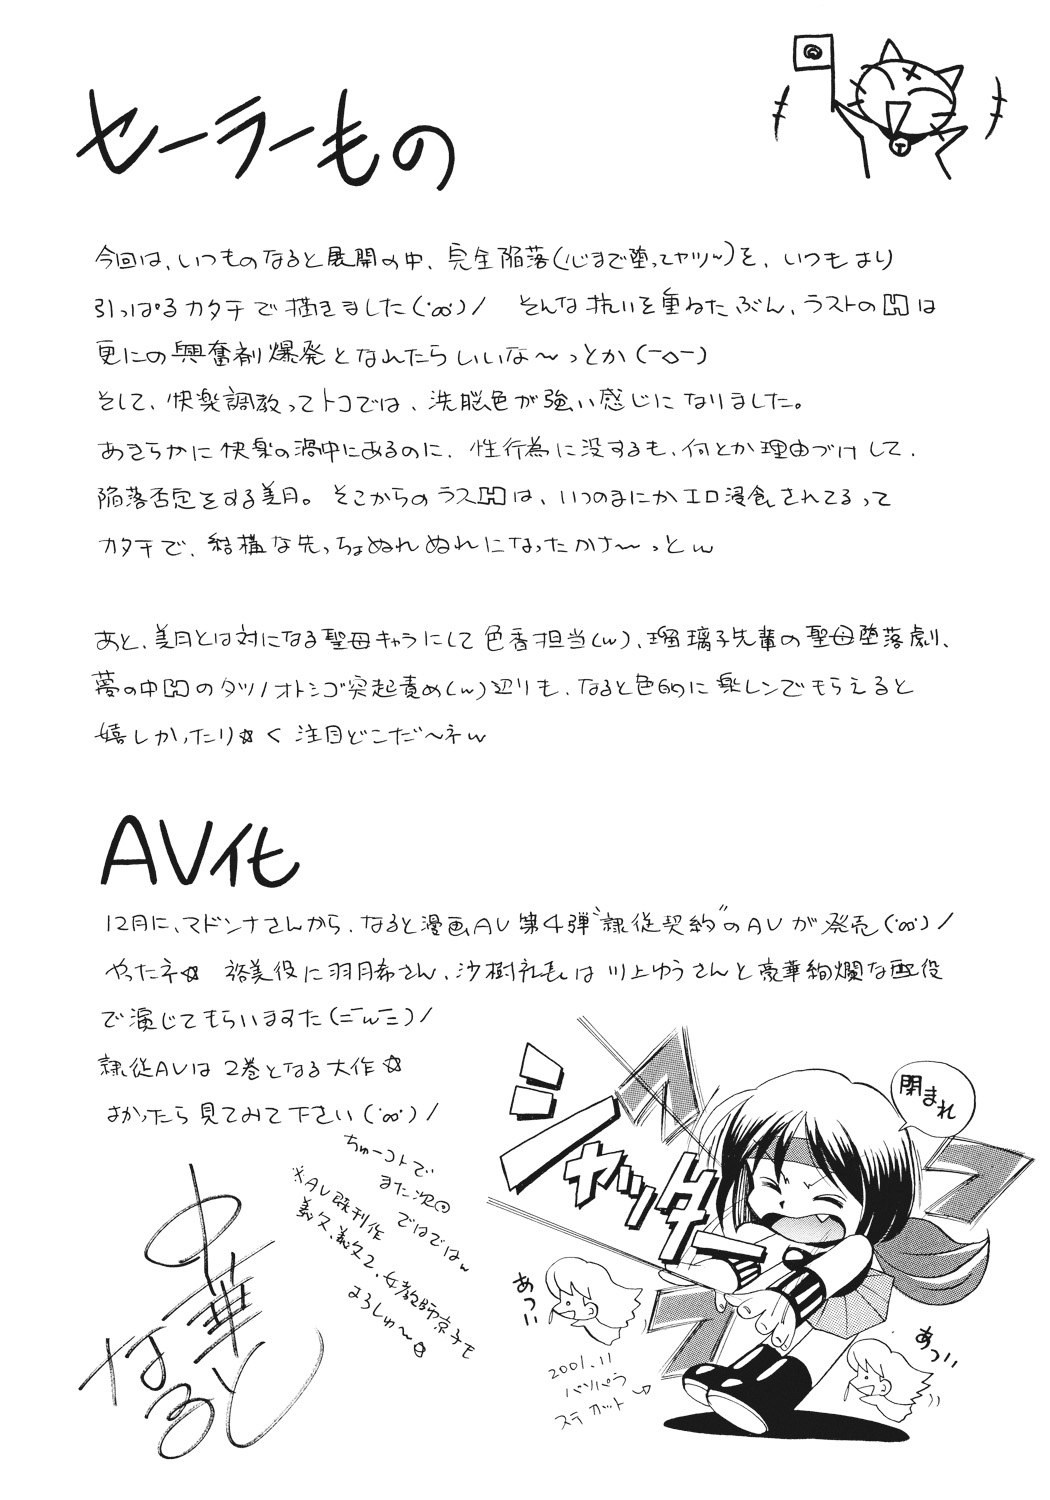 セーラーもの
今回は、いつものなると展開の中、完全陥落(心まで堕ってヤツ~)を、いつもより
引っぱるカタチで描きました(･∞･)/ そんな抗いを重ねたぶん、ラストのHは
更にの興奮剤爆発となれたらいいな～っとか(ー◇ー)
そして、快楽調教ってトコでは、洗脳色が強い感じになりました。
あきらかに快楽の渦中にあるのに、性行為に没するも、何とか理由づけして、
陥落否定をする美月。そこからのラスHは、いつのまにかエロ浸食されてるって
カタチで、結構な先っちょぬれぬれになったかさ～っとw
あと、美月とは対になる聖母キャラにして色香担当(w)、瑠璃子先輩の聖母堕落劇、
夢の中HのタツノオトシゴP突起責め(w)辺りも、なると色的に楽しンでもらえると
嬉しかったり☆く 注目どこだ～ネw
AV化
12月に、マドンナさんから、なると漫画AV第4弾"隷従契約"のAVが発売(･∞･)/
やったネ☆ 裕美役に羽月希さん、沙樹礼長は川上ゆうさんと豪華絢爛な配役
で演じてもらいますた(=ーwー=)/
隷従AVは2巻となる大作☆
よかったら見てみて下さい(･∞･)/
ちゅーコトで
また次回
ではではw
※AV既刊作
義父、義父2、女教師京子も
よろしゅ～☆
中華
なると
シャッター
閉まれ
あっ!!
あっ!!
2001.11
バンパラ
ステカット